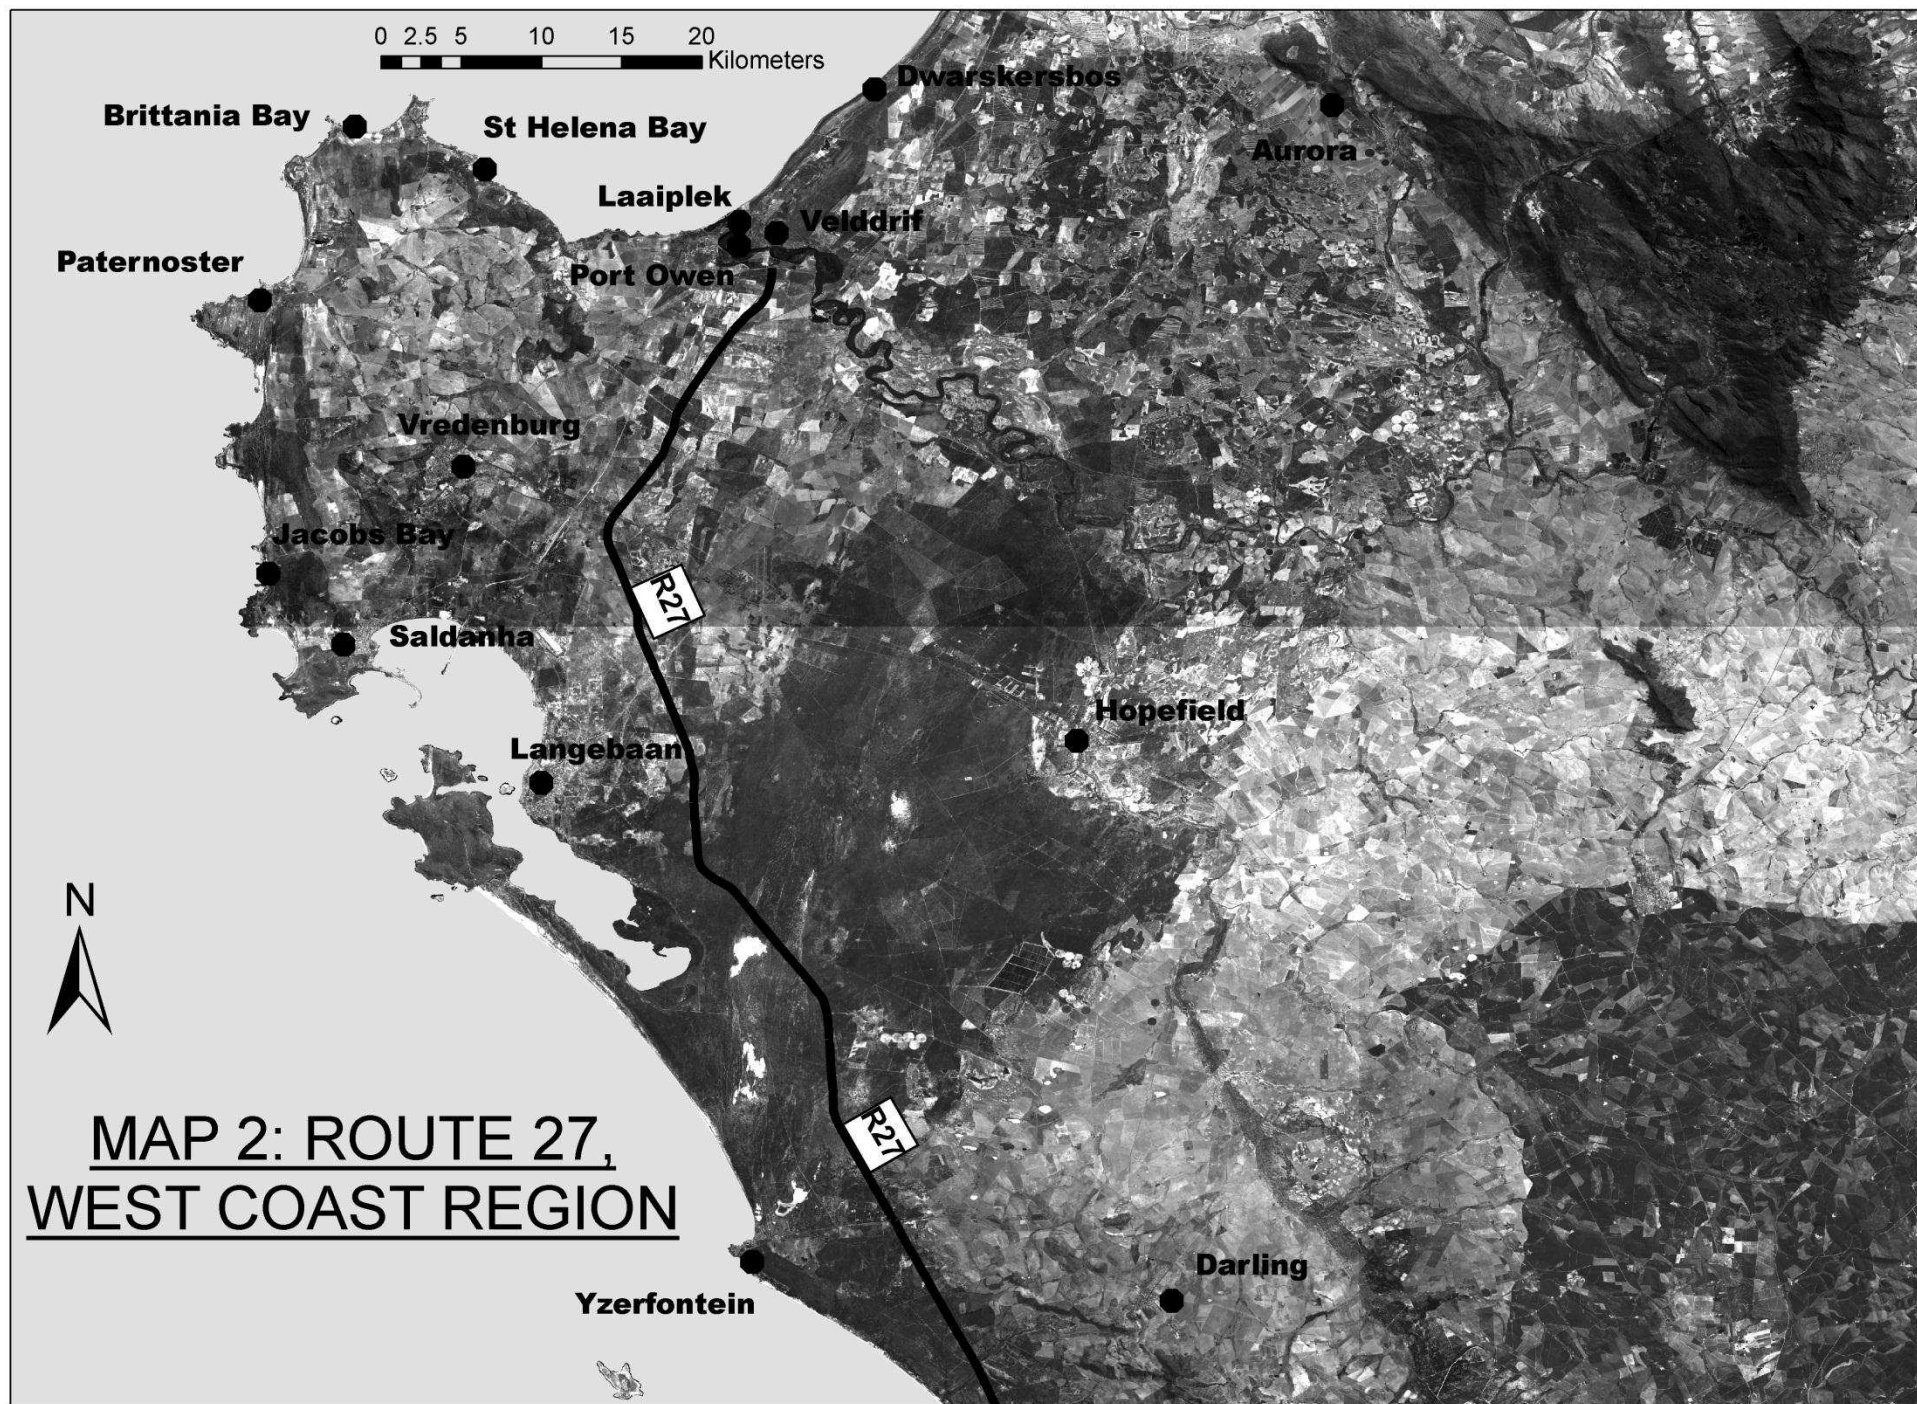 0 2.5 5 10 15 20
Kilometers
Dwarskersbos
Brittania Bay
St Helena Bay
Aurora
Laaiplek
Velddrif
Paternoster
Port Owen
Vredenburg
Jacobs Bay
R27
Saldanha
Hopefield
Langebaan
N
R27
MAP 2: ROUTE 27,
WEST COAST REGION
Darling
Yzerfontein